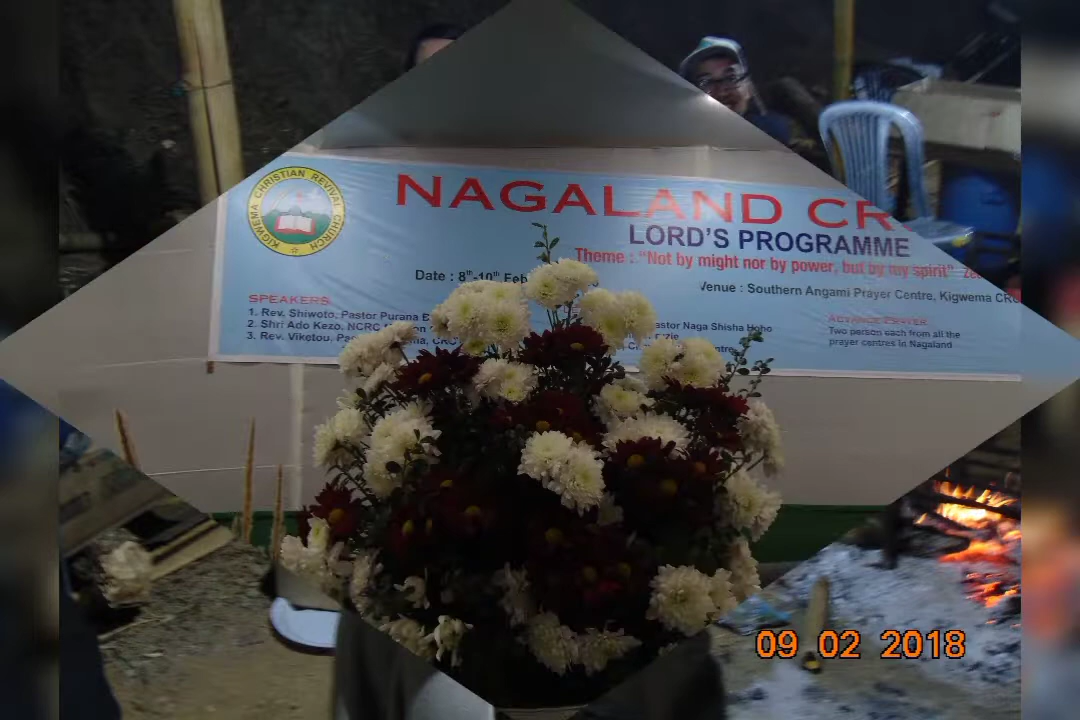 KIGWEMA CHRISTIAN REVIVAL CHURCH
NAGALAND CR
LORD'S PROGRAMME
Theme : "Not by might nor by power, but by my spirit"
Date : 8th-10th Feb
Venue : Southern Angami Prayer Centre, Kigwema CRC
SPEAKERS
1. Rev. Shiwoto, Pastor Purana
2. Shri Ado Kezo, NCRC
3. Rev. Viketou,
astor Naga Shisha Hoho
ADVANCE PRAYER
Two person each from all the
prayer centres in Nagaland
09 02 2018